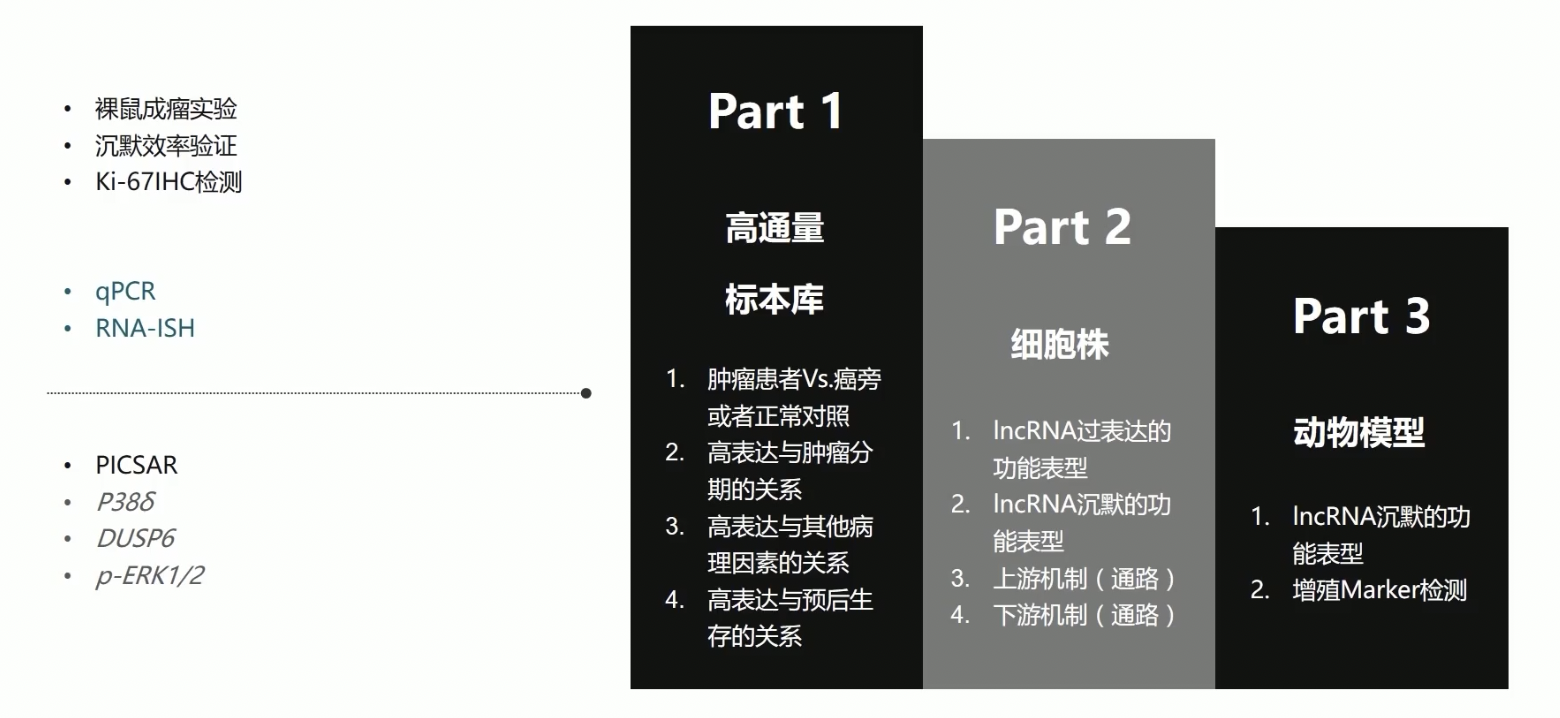 • 裸鼠成瘤实验
• 沉默效率验证
• Ki-67IHC检测
• qPCR
• RNA-ISH
• PICSAR
• P38δ
• DUSP6
• p-ERK1/2
Part 1
高通量
标本库
1. 肿瘤患者Vs.癌旁
或者正常对照
2. 高表达与肿瘤分
期的关系
3. 高表达与其他病
理因素的关系
4. 高表达与预后生
存的关系
Part 2
细胞株
1. lncRNA过表达的
功能表型
2. lncRNA沉默的功
能表型
3. 上游机制（通路）
4. 下游机制（通路）
Part 3
动物模型
1. lncRNA沉默的功
能表型
2. 增殖Marker检测